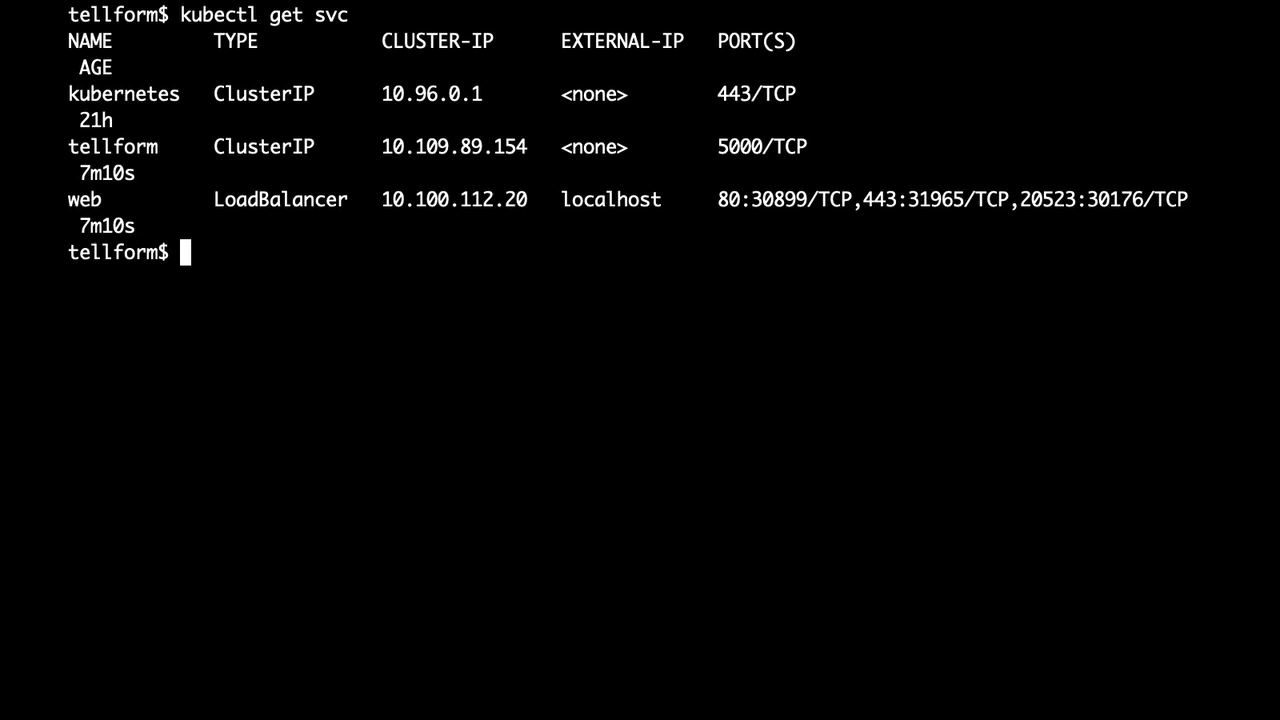 tellform$ kubectl get svc
NAME         TYPE           CLUSTER-IP      EXTERNAL-IP   PORT(S)
 AGE
kubernetes   ClusterIP      10.96.0.1       <none>        443/TCP
 21h
tellform     ClusterIP      10.109.89.154   <none>        5000/TCP
 7m10s
web          LoadBalancer   10.100.112.20   localhost     80:30899/TCP,443:31965/TCP,20523:30176/TCP
 7m10s
tellform$